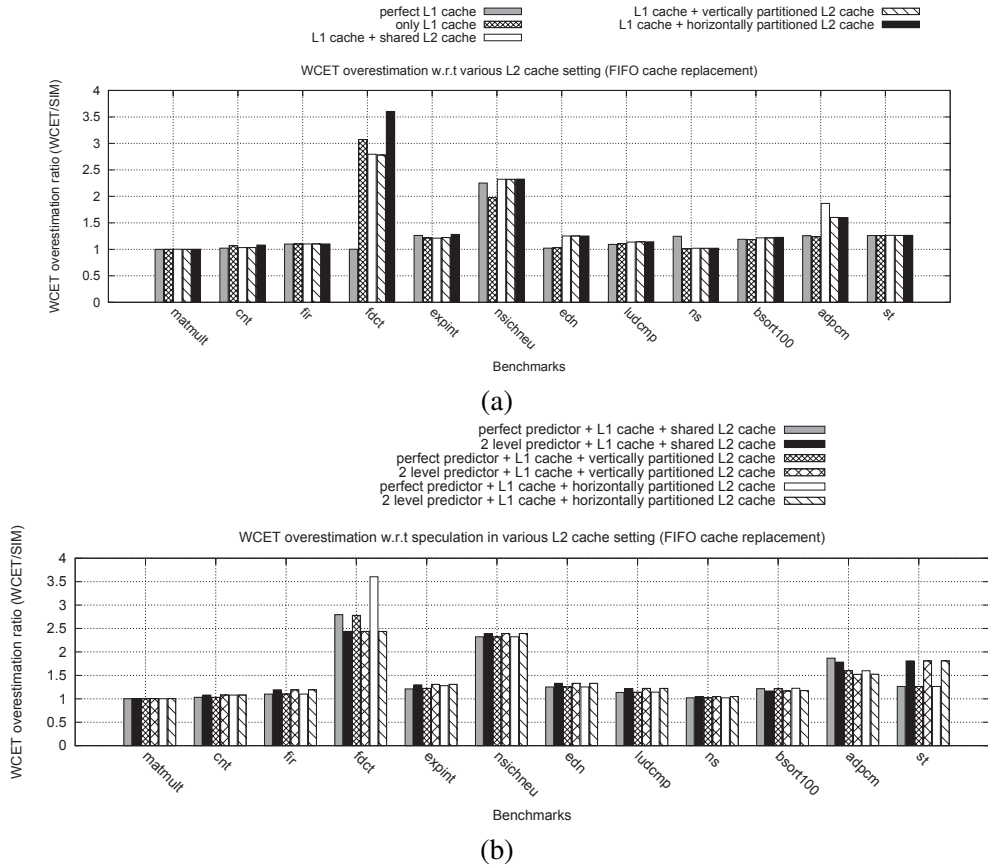 perfect L1 cache
only L1 cache
L1 cache + shared L2 cache
L1 cache + vertically partitioned L2 cache
L1 cache + horizontally partitioned L2 cache
WCET overestimation w.r.t various L2 cache setting (FIFO cache replacement)
WCET overestimation ratio (WCET/SIM)
4
3.5
3
2.5
2
1.5
1
0.5
0
matmult
cnt
fir
fdct
expint
nsichneu
edn
ludcmp
ns
bsort100
adpcm
st
Benchmarks
(a)
perfect predictor + L1 cache + shared L2 cache
2 level predictor + L1 cache + shared L2 cache
perfect predictor + L1 cache + vertically partitioned L2 cache
2 level predictor + L1 cache + vertically partitioned L2 cache
perfect predictor + L1 cache + horizontally partitioned L2 cache
2 level predictor + L1 cache + horizontally partitioned L2 cache
WCET overestimation w.r.t speculation in various L2 cache setting (FIFO cache replacement)
WCET overestimation ratio (WCET/SIM)
4
3.5
3
2.5
2
1.5
1
0.5
0
matmult
cnt
fir
fdct
expint
nsichneu
edn
ludcmp
ns
bsort100
adpcm
st
Benchmarks
(b)